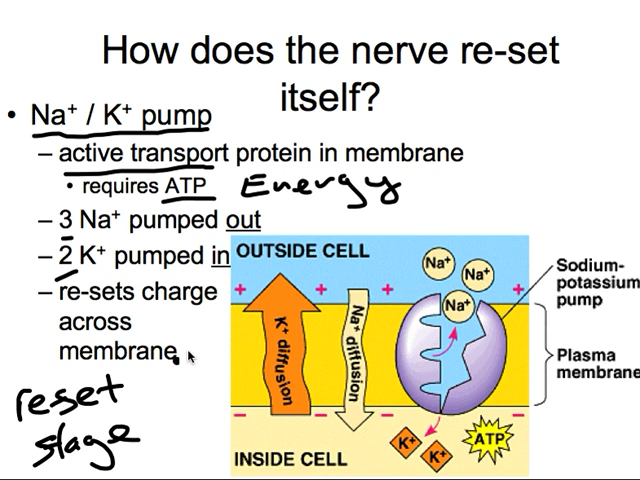 How does the nerve re-set
itself?
• Na⁺ / K⁺ pump
– active transport protein in membrane
• requires ATP Energy
– 3 Na⁺ pumped out
– 2 K⁺ pumped in
– re-sets charge
across
membrane
reset
stage
OUTSIDE CELL
Na⁺
Na⁺
Na⁺
+ + + +
K⁺ diffusion
Na⁺ diffusion
Sodium-
potassium
pump
Plasma
membrane
– – – –
K⁺
K⁺
ATP
INSIDE CELL